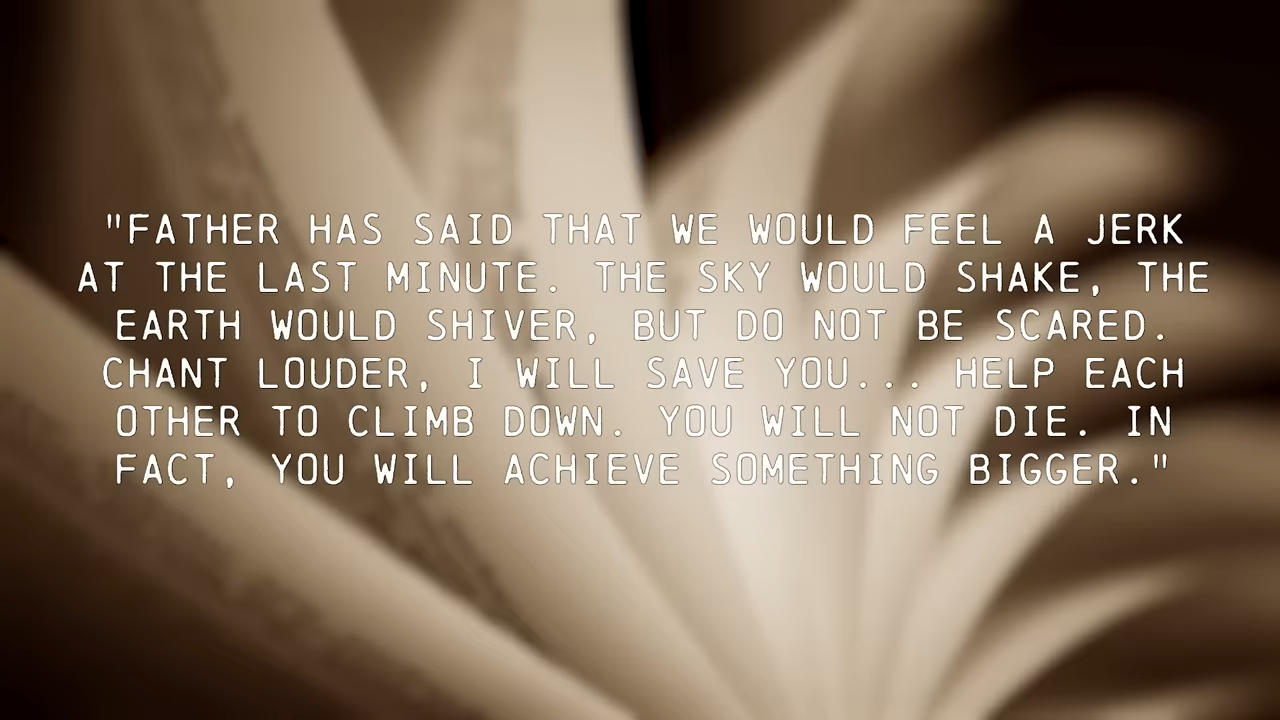 "FATHER HAS SAID THAT WE WOULD FEEL A JERK
AT THE LAST MINUTE. THE SKY WOULD SHAKE, THE
EARTH WOULD SHIVER, BUT DO NOT BE SCARED.
CHANT LOUDER, I WILL SAVE YOU... HELP EACH
OTHER TO CLIMB DOWN. YOU WILL NOT DIE. IN
FACT, YOU WILL ACHIEVE SOMETHING BIGGER."